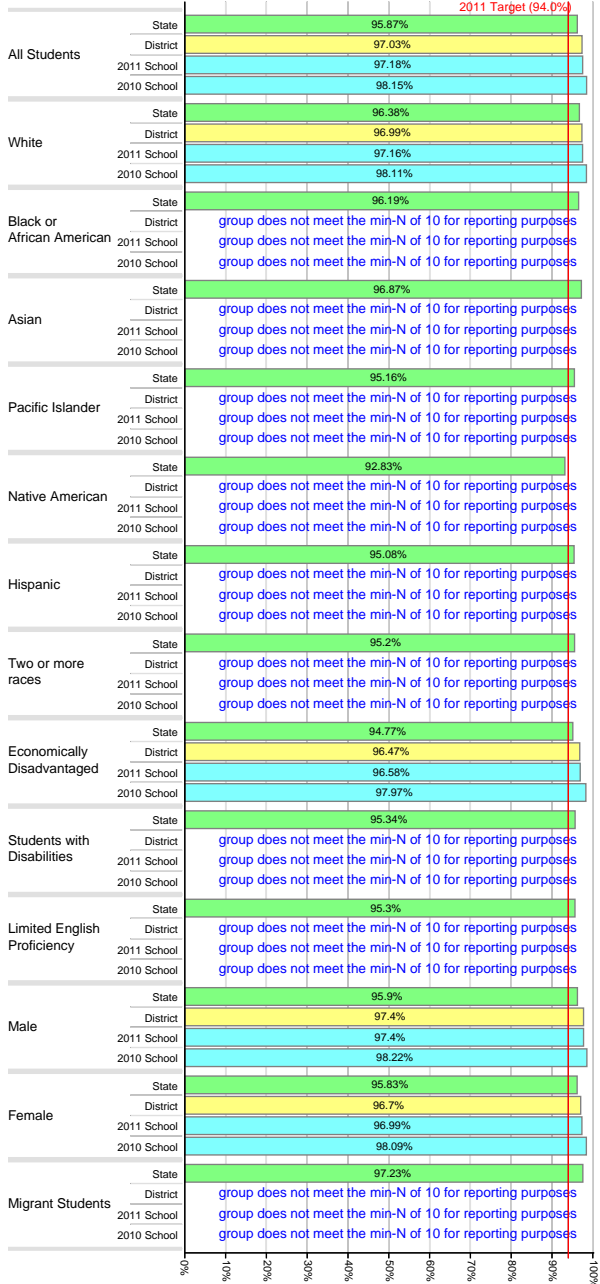 2011 Target (94.0%)
All Students
State 95.87%
District 97.03%
2011 School 97.18%
2010 School 98.15%
White
State 96.38%
District 96.99%
2011 School 97.16%
2010 School 98.11%
Black or
African American
State 96.19%
District group does not meet the min-N of 10 for reporting purposes
2011 School group does not meet the min-N of 10 for reporting purposes
2010 School group does not meet the min-N of 10 for reporting purposes
Asian
State 96.87%
District group does not meet the min-N of 10 for reporting purposes
2011 School group does not meet the min-N of 10 for reporting purposes
2010 School group does not meet the min-N of 10 for reporting purposes
Pacific Islander
State 95.16%
District group does not meet the min-N of 10 for reporting purposes
2011 School group does not meet the min-N of 10 for reporting purposes
2010 School group does not meet the min-N of 10 for reporting purposes
Native American
State 92.83%
District group does not meet the min-N of 10 for reporting purposes
2011 School group does not meet the min-N of 10 for reporting purposes
2010 School group does not meet the min-N of 10 for reporting purposes
Hispanic
State 95.08%
District group does not meet the min-N of 10 for reporting purposes
2011 School group does not meet the min-N of 10 for reporting purposes
2010 School group does not meet the min-N of 10 for reporting purposes
Two or more
races
State 95.2%
District group does not meet the min-N of 10 for reporting purposes
2011 School group does not meet the min-N of 10 for reporting purposes
2010 School group does not meet the min-N of 10 for reporting purposes
Economically
Disadvantaged
State 94.77%
District 96.47%
2011 School 96.58%
2010 School 97.97%
Students with
Disabilities
State 95.34%
District group does not meet the min-N of 10 for reporting purposes
2011 School group does not meet the min-N of 10 for reporting purposes
2010 School group does not meet the min-N of 10 for reporting purposes
Limited English
Proficiency
State 95.3%
District group does not meet the min-N of 10 for reporting purposes
2011 School group does not meet the min-N of 10 for reporting purposes
2010 School group does not meet the min-N of 10 for reporting purposes
Male
State 95.9%
District 97.4%
2011 School 97.4%
2010 School 98.22%
Female
State 95.83%
District 96.7%
2011 School 96.99%
2010 School 98.09%
Migrant Students
State 97.23%
District group does not meet the min-N of 10 for reporting purposes
2011 School group does not meet the min-N of 10 for reporting purposes
2010 School group does not meet the min-N of 10 for reporting purposes
0%
10%
20%
30%
40%
50%
60%
70%
80%
90%
100%